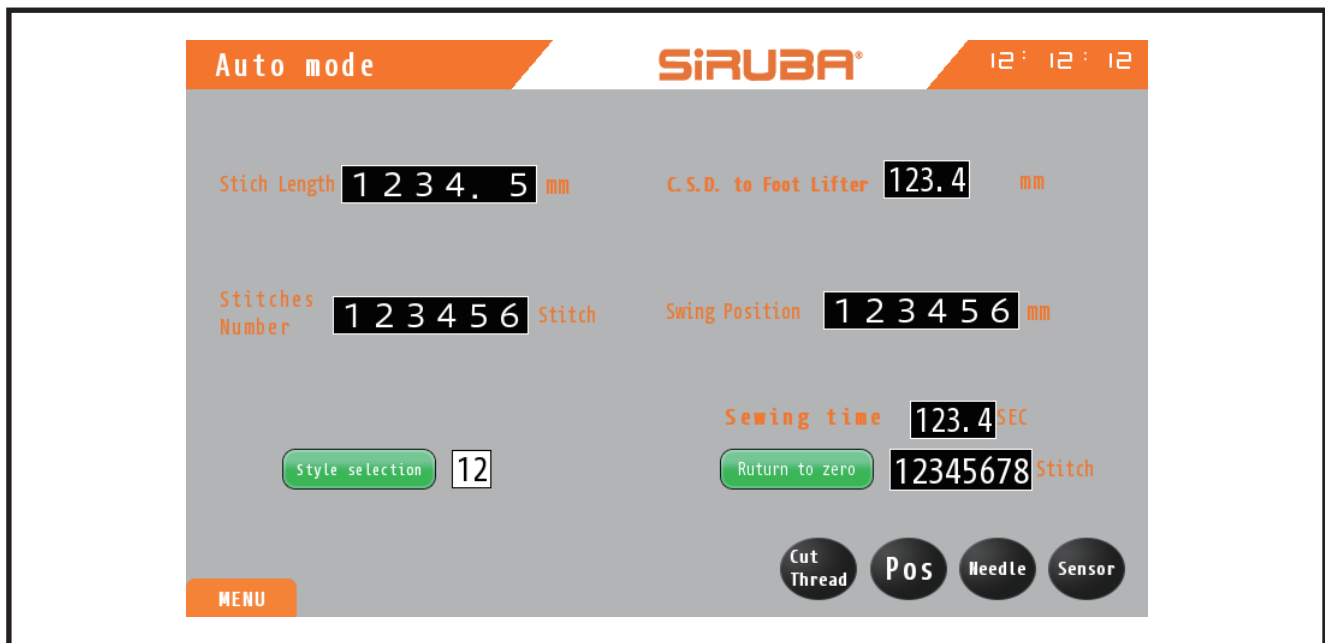 Auto mode
SiRUBA®
12: 12: 12
Stich Length 1234. 5 mm
C.S.D. to Foot Lifter 123.4 mm
Stitches
Number 123456 Stitch
Swing Position 123456 mm
Sewing time 123.4 SEC
Style selection 12
Ruturn to zero 12345678 Stitch
Cut
Thread
Pos
Needle
Sensor
MENU